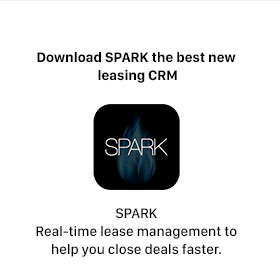 Download SPARK the best new
leasing CRM
SPARK
SPARK
Real-time lease management to
help you close deals faster.